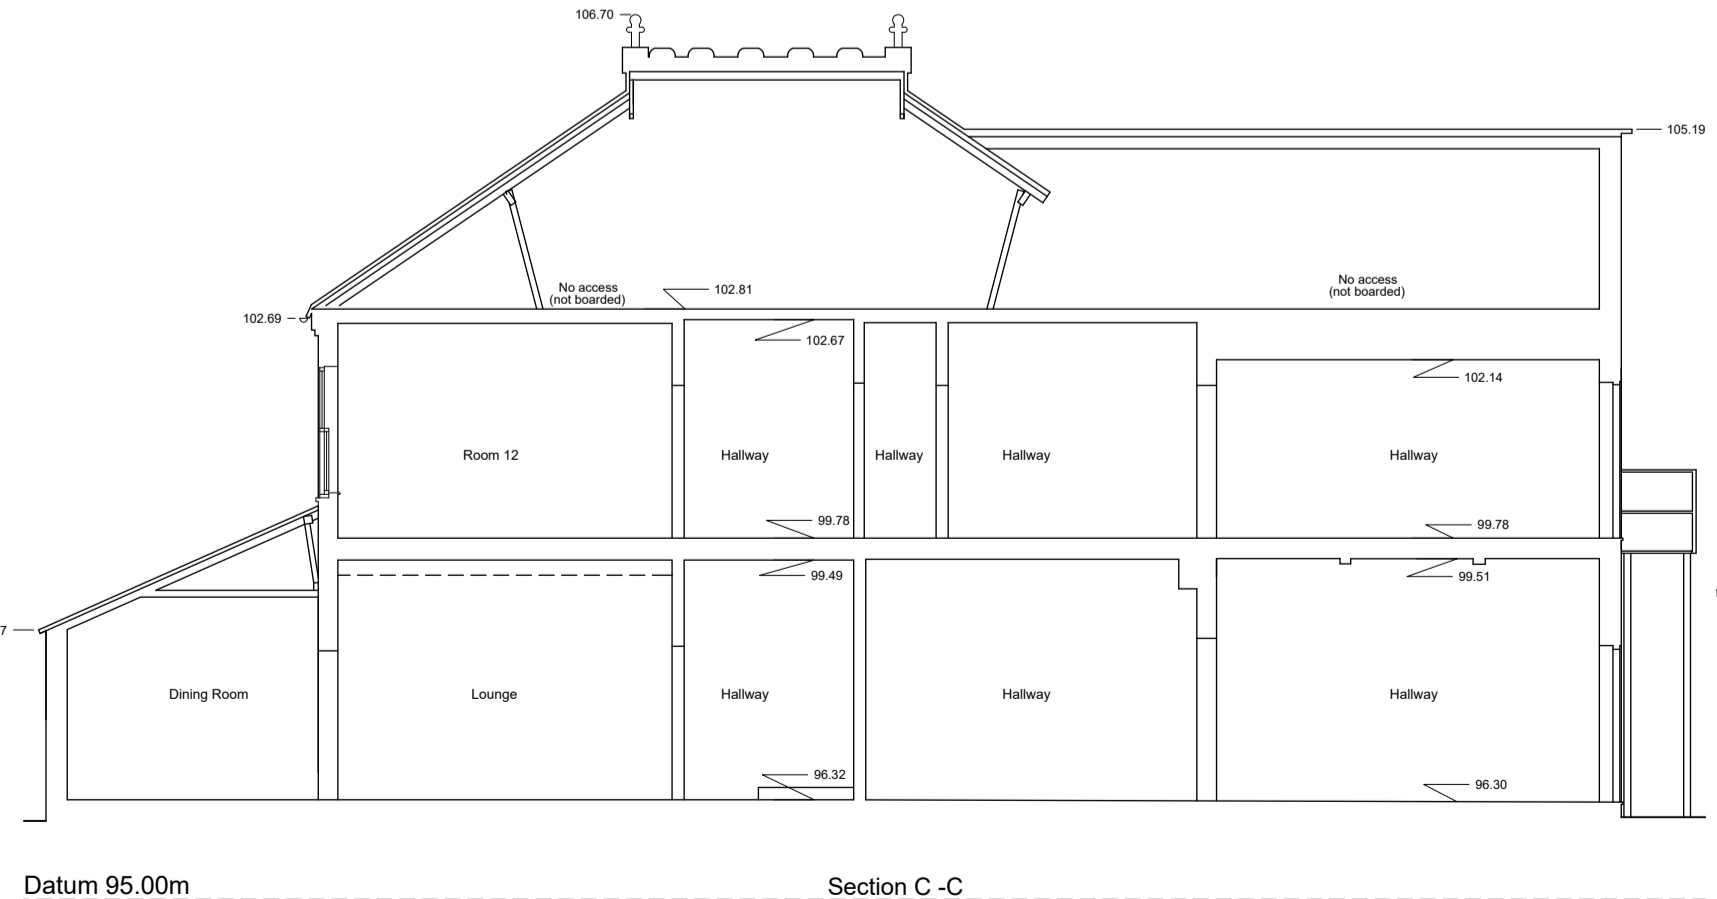 106.70
105.19
No access
(not boarded)
102.81
No access
(not boarded)
102.69
102.67
102.14
Room 12
Hallway
Hallway
Hallway
Hallway
99.78
99.78
99.49
99.51
7
Dining Room
Lounge
Hallway
Hallway
Hallway
96.32
96.30
Datum 95.00m
Section C -C